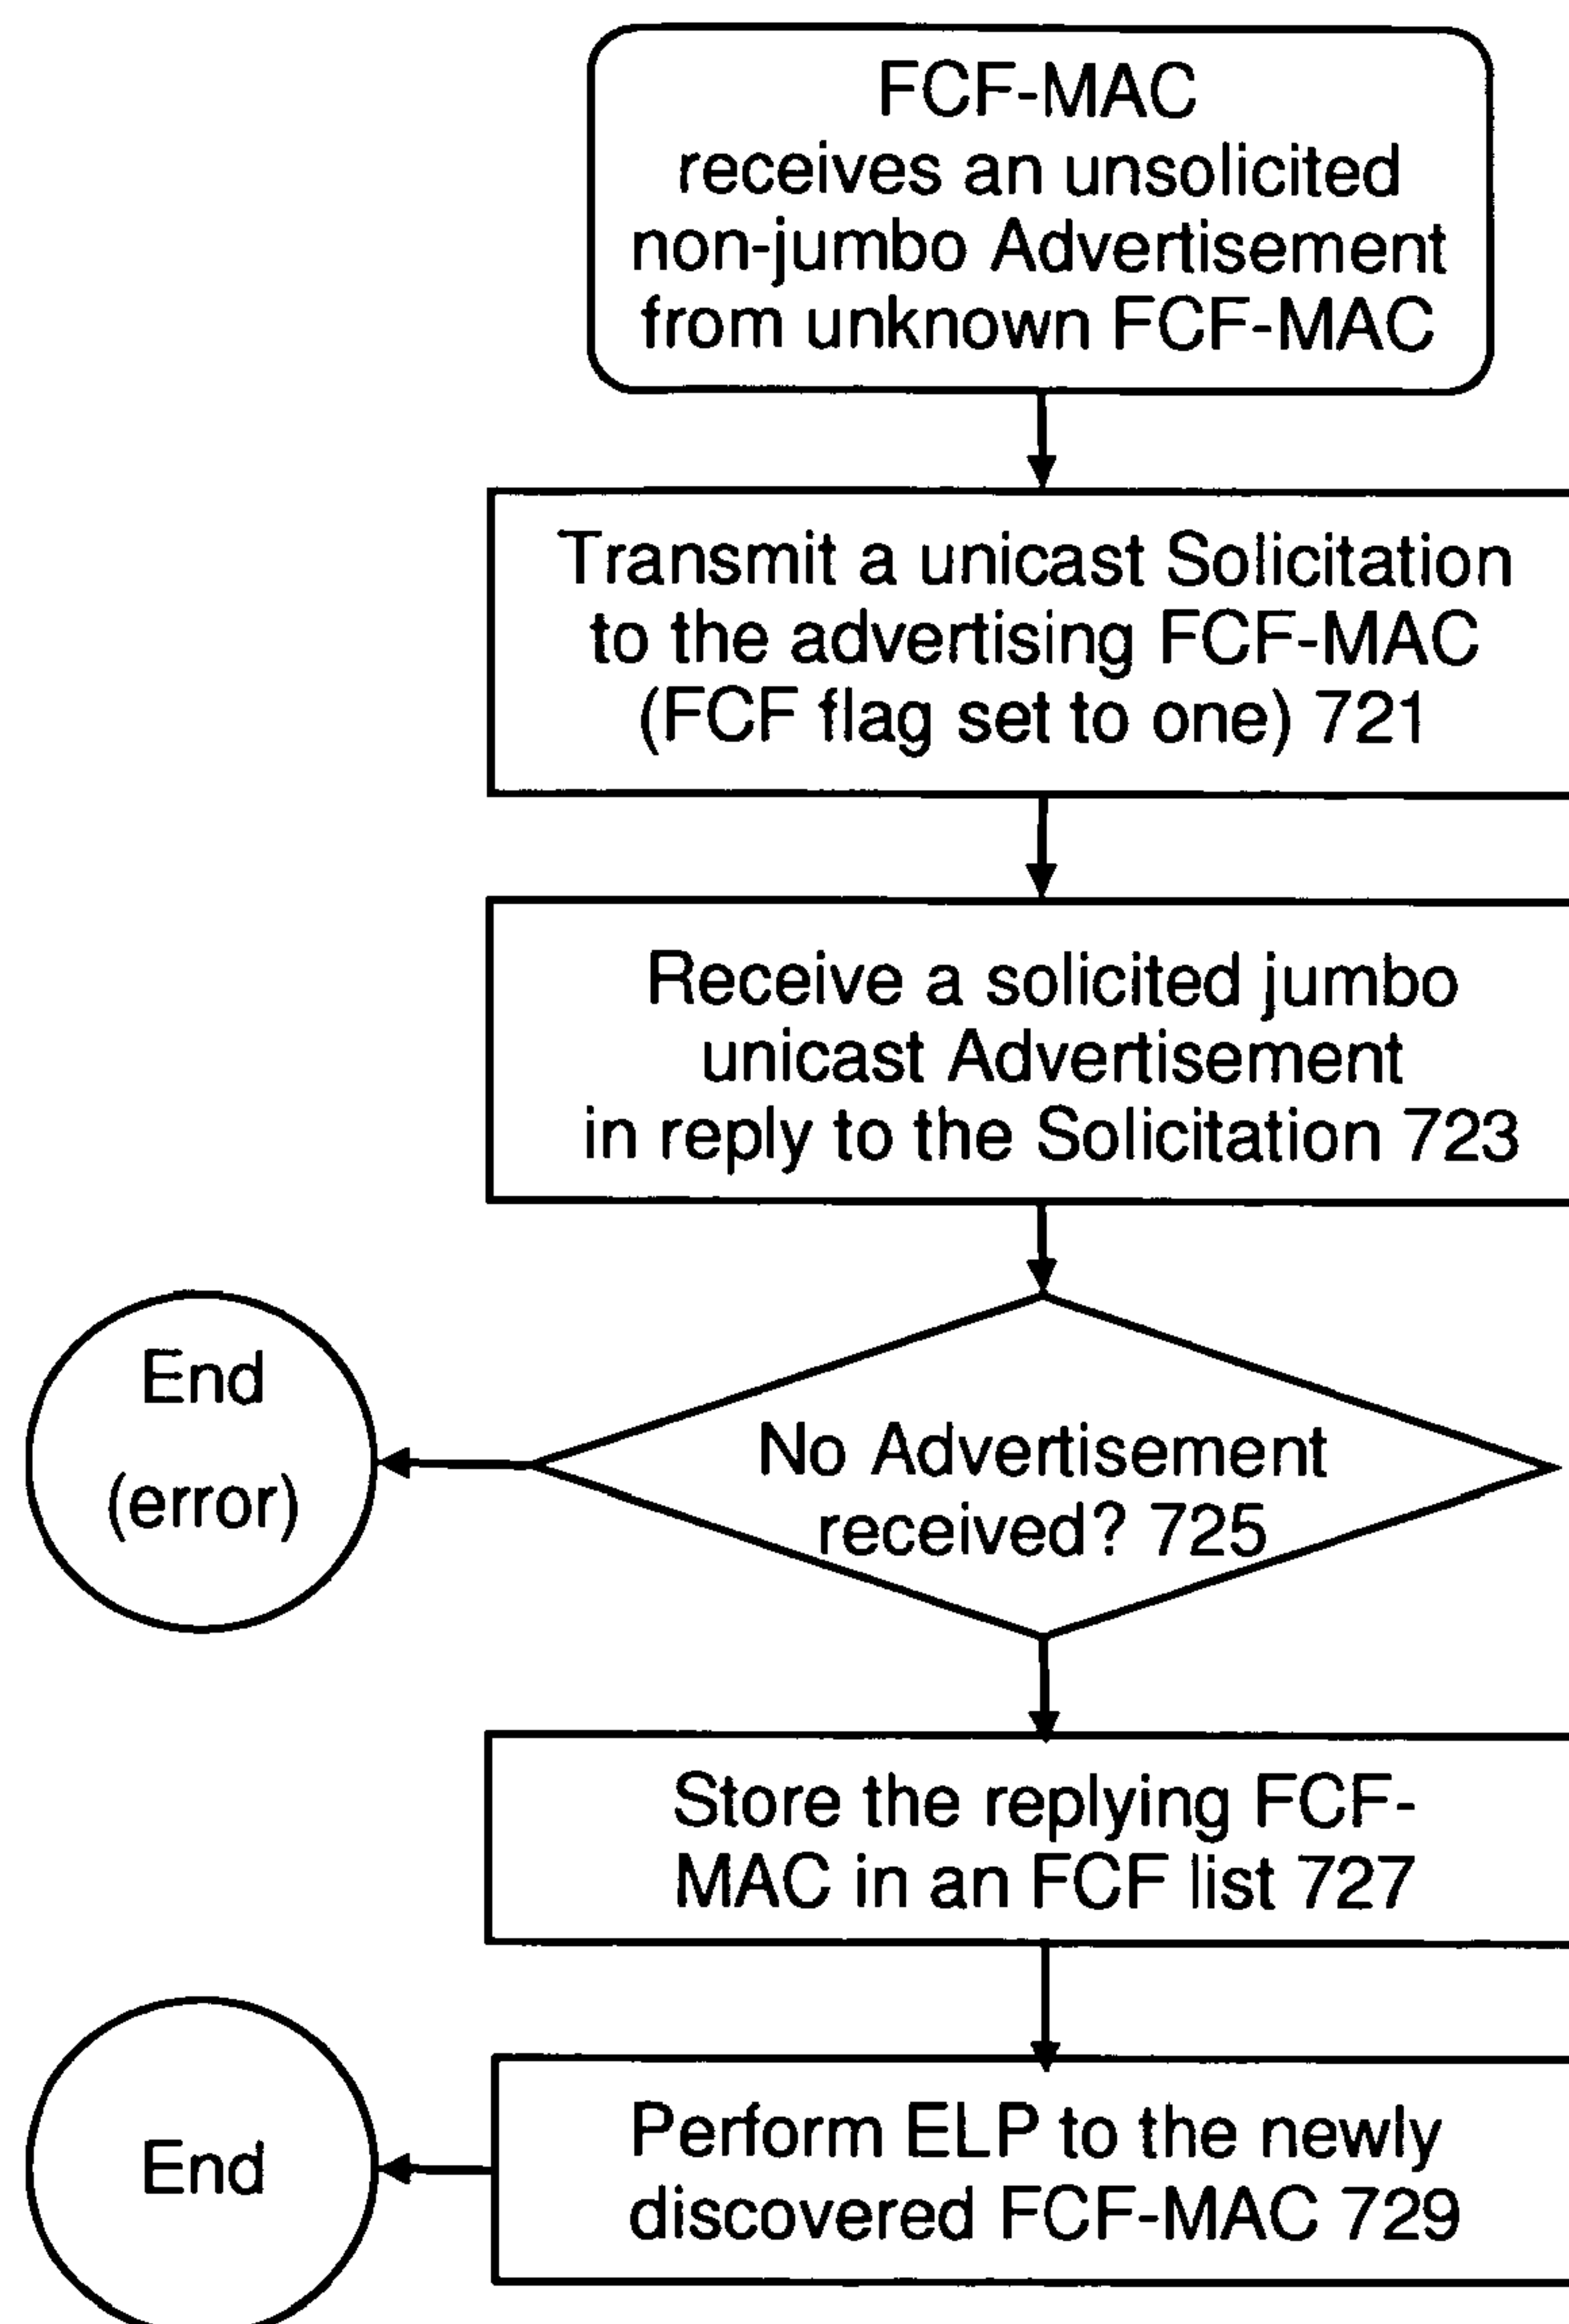 FCF-MAC
receives an unsolicited
non-jumbo Advertisement
from unknown FCF-MAC
Transmit a unicast Solicitation
to the advertising FCF-MAC
(FCF flag set to one) 721
Receive a solicited jumbo
unicast Advertisement
in reply to the Solicitation 723
End
(error)
No Advertisement
received? 725
Store the replying FCF-
MAC in an FCF list 727
Perform ELP to the newly
discovered FCF-MAC 729
End